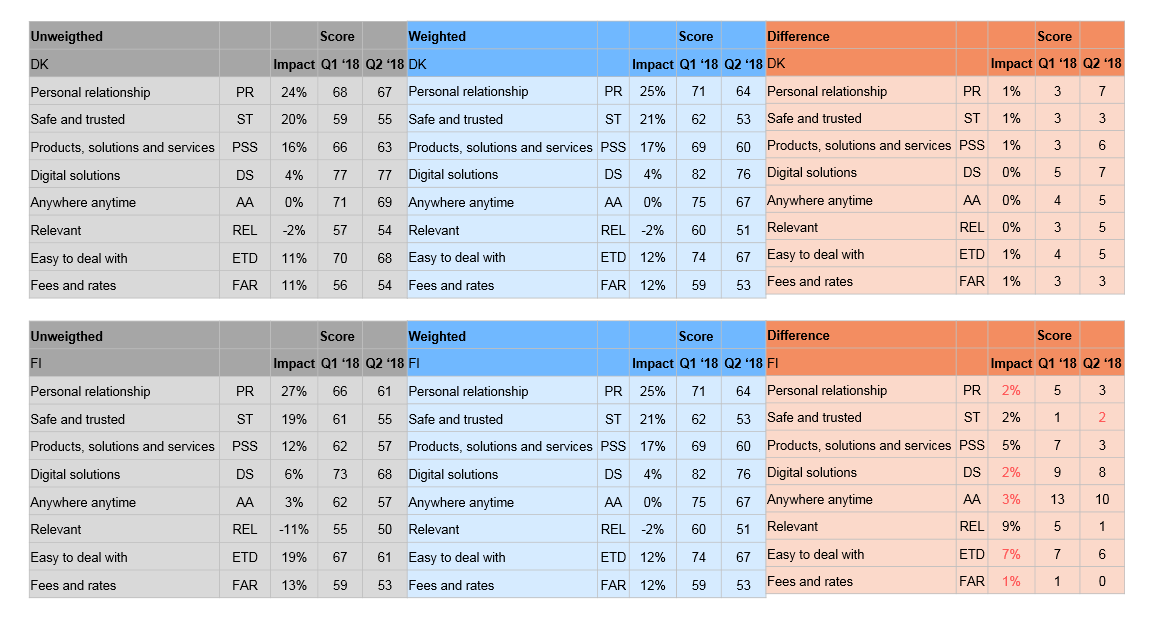 Unweigthed Score Weighted Score Difference Score
DK Impact Q1 ‘18 Q2 ‘18 DK Impact Q1 ‘18 Q2 ‘18 DK Impact Q1 ‘18 Q2 ‘18
Personal relationship PR 24% 68 67 Personal relationship PR 25% 71 64 Personal relationship PR 1% 3 7
Safe and trusted ST 20% 59 55 Safe and trusted ST 21% 62 53 Safe and trusted ST 1% 3 3
Products, solutions and services PSS 16% 66 63 Products, solutions and services PSS 17% 69 60 Products, solutions and services PSS 1% 3 6
Digital solutions DS 4% 77 77 Digital solutions DS 4% 82 76 Digital solutions DS 0% 5 7
Anywhere anytime AA 0% 71 69 Anywhere anytime AA 0% 75 67 Anywhere anytime AA 0% 4 5
Relevant REL -2% 57 54 Relevant REL -2% 60 51 Relevant REL 0% 3 5
Easy to deal with ETD 11% 70 68 Easy to deal with ETD 12% 74 67 Easy to deal with ETD 1% 4 5
Fees and rates FAR 11% 56 54 Fees and rates FAR 12% 59 53 Fees and rates FAR 1% 3 3
Unweigthed Score Weighted Score Difference Score
FI Impact Q1 ‘18 Q2 ‘18 FI Impact Q1 ‘18 Q2 ‘18 FI Impact Q1 ‘18 Q2 ‘18
Personal relationship PR 27% 66 61 Personal relationship PR 25% 71 64 Personal relationship PR 2% 5 3
Safe and trusted ST 19% 61 55 Safe and trusted ST 21% 62 53 Safe and trusted ST 2% 1 2
Products, solutions and services PSS 12% 62 57 Products, solutions and services PSS 17% 69 60 Products, solutions and services PSS 5% 7 3
Digital solutions DS 6% 73 68 Digital solutions DS 4% 82 76 Digital solutions DS 2% 9 8
Anywhere anytime AA 3% 62 57 Anywhere anytime AA 0% 75 67 Anywhere anytime AA 3% 13 10
Relevant REL -11% 55 50 Relevant REL -2% 60 51 Relevant REL 9% 5 1
Easy to deal with ETD 19% 67 61 Easy to deal with ETD 12% 74 67 Easy to deal with ETD 7% 7 6
Fees and rates FAR 13% 59 53 Fees and rates FAR 12% 59 53 Fees and rates FAR 1% 1 0